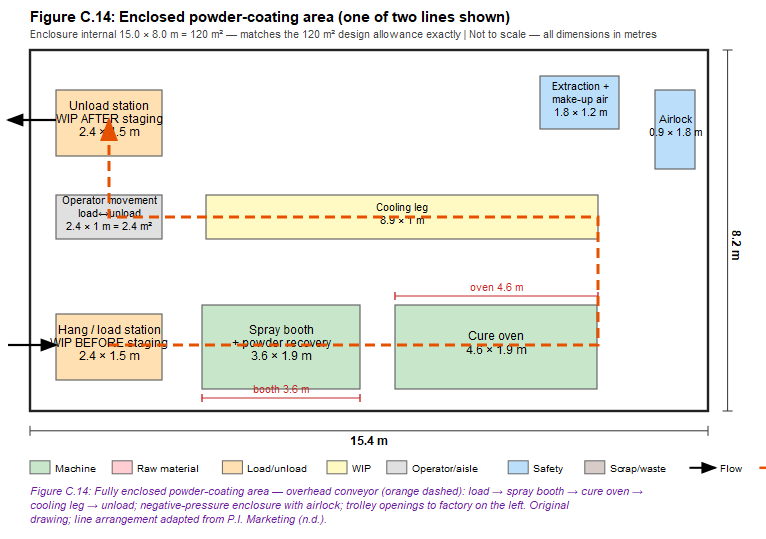 Figure C.14: Enclosed powder-coating area (one of two lines shown)
Enclosure internal 15.0 × 8.0 m = 120 m² — matches the 120 m² design allowance exactly | Not to scale — all dimensions in metres
Unload station
WIP AFTER staging
2.4 × 1.5 m
Extraction +
make-up air
1.8 × 1.2 m
Airlock
0.9 × 1.8 m
Operator movement
load↔unload
2.4 × 1 m = 2.4 m²
Cooling leg
8.9 × 1 m
8.2 m
oven 4.6 m
Hang / load station
WIP BEFORE staging
2.4 × 1.5 m
Spray booth
+ powder recovery
3.6 × 1.9 m
Cure oven
4.6 × 1.9 m
booth 3.6 m
15.4 m
Machine
Raw material
Load/unload
WIP
Operator/aisle
Safety
Scrap/waste
Flow
Figure C.14: Fully enclosed powder-coating area — overhead conveyor (orange dashed): load → spray booth → cure oven →
cooling leg → unload; negative-pressure enclosure with airlock; trolley openings to factory on the left. Original
drawing; line arrangement adapted from P.I. Marketing (n.d.).